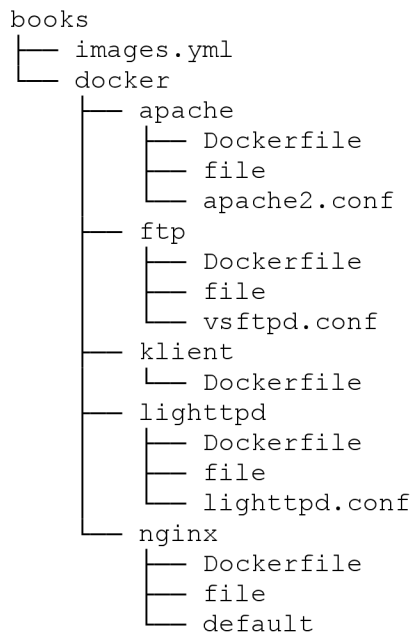 books
├── images.yml
└── docker
    ├── apache
    │   ├── Dockerfile
    │   ├── file
    │   └── apache2.conf
    ├── ftp
    │   ├── Dockerfile
    │   ├── file
    │   └── vsftpd.conf
    ├── klient
    │   └── Dockerfile
    ├── lighttpd
    │   ├── Dockerfile
    │   ├── file
    │   └── lighttpd.conf
    └── nginx
        ├── Dockerfile
        ├── file
        └── default